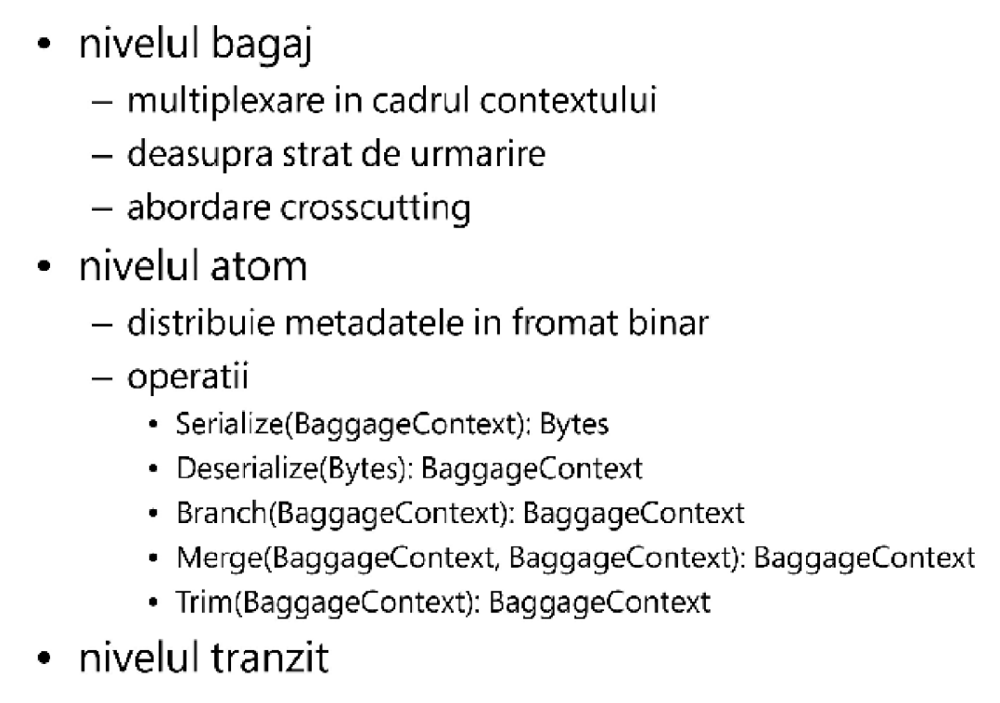 • nivelul bagaj
– multiplexare in cadrul contextului
– deasupra strat de urmarire
– abordare crosscutting
• nivelul atom
– distribuie metadatele in fromat binar
– operatii
• Serialize(BaggageContext): Bytes
• Deserialize(Bytes): BaggageContext
• Branch(BaggageContext): BaggageContext
• Merge(BaggageContext, BaggageContext): BaggageContext
• Trim(BaggageContext): BaggageContext
• nivelul tranzit